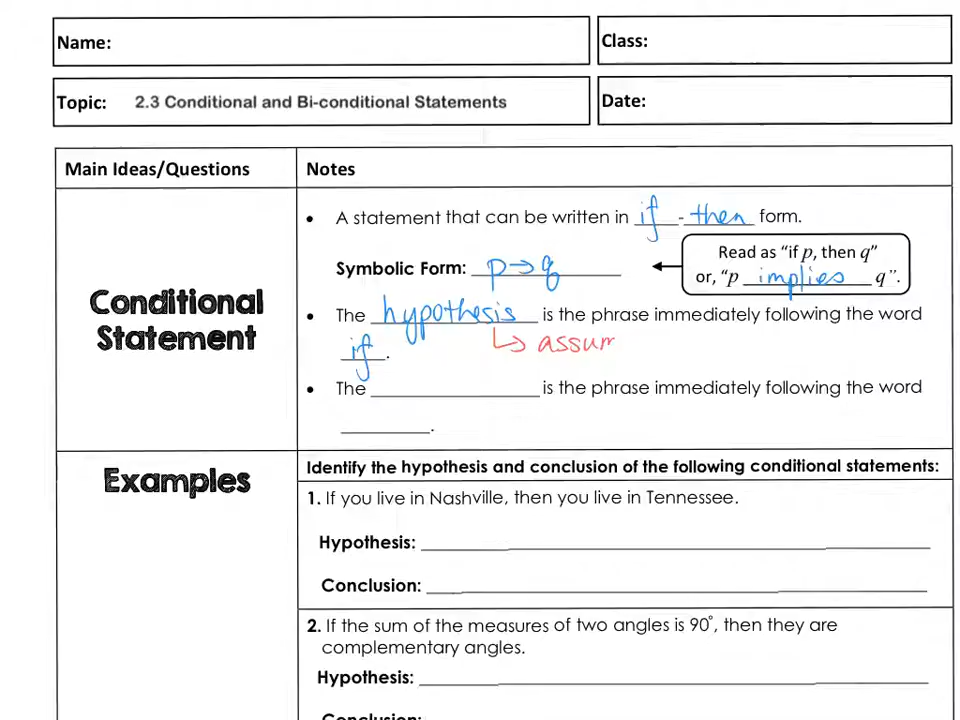 Name:
Class:
Topic: 2.3 Conditional and Bi-conditional Statements
Date:
Main Ideas/Questions
Notes
Conditional
Statement
• A statement that can be written in if - then form.
Symbolic Form: p→q
Read as "if p, then q"
or, "p implies q".
• The hypothesis is the phrase immediately following the word
if.
↳ assum
• The ____________ is the phrase immediately following the word
________.
Examples
Identify the hypothesis and conclusion of the following conditional statements:
1. If you live in Nashville, then you live in Tennessee.
Hypothesis:
Conclusion:
2. If the sum of the measures of two angles is 90°, then they are
complementary angles.
Hypothesis:
Conclusion: